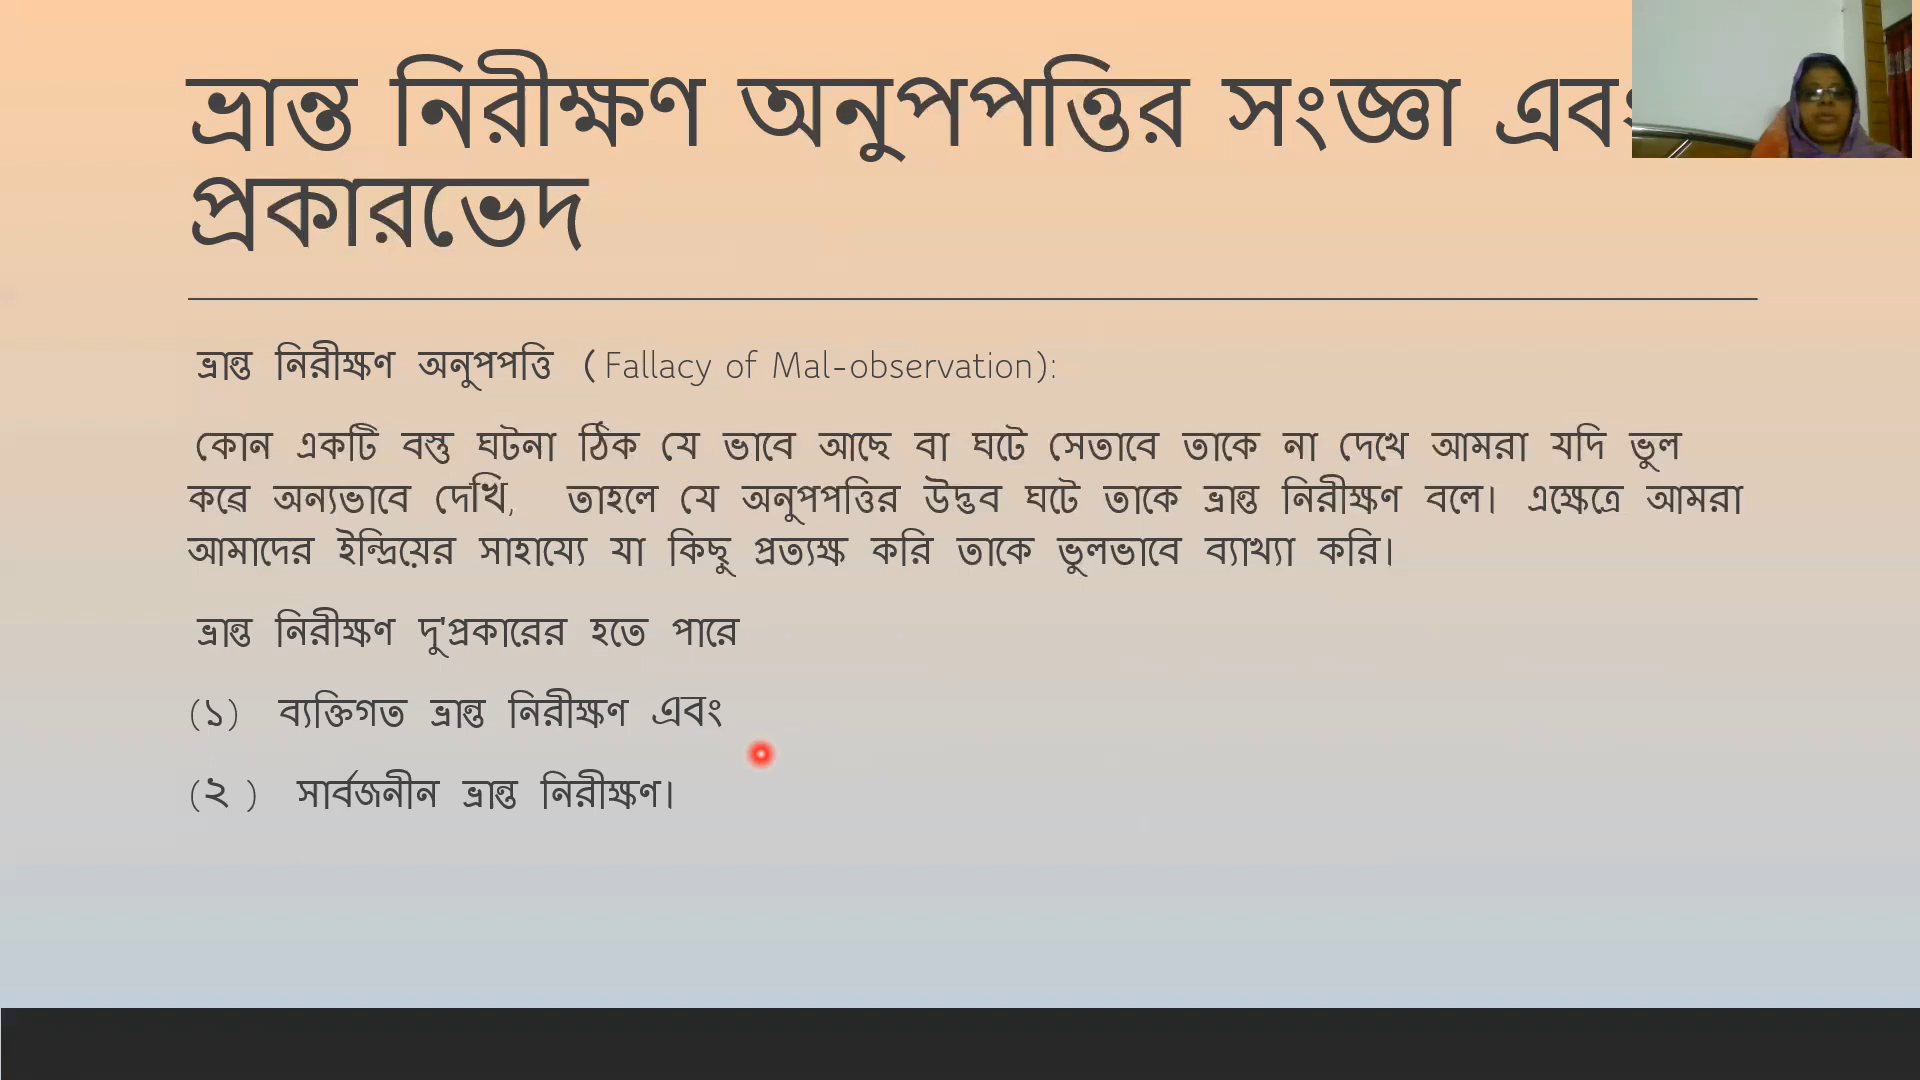 ভ্রান্ত নিরীক্ষণ অনুপপত্তির সংজ্ঞা এবং
প্রকারভেদ
ভ্রান্ত নিরীক্ষণ অনুপপত্তি (Fallacy of Mal-observation):
কোন একটি বস্তু ঘটনা ঠিক যে ভাবে আছে বা ঘটে সেতাবে তাকে না দেখে আমরা যদি ভুল
করে অন্যভাবে দেখি, তাহলে যে অনুপপত্তির উদ্ভব ঘটে তাকে ভ্রান্ত নিরীক্ষণ বলে। এক্ষেত্রে আমরা
আমাদের ইন্দ্রিয়ের সাহায্যে যা কিছু প্রত্যক্ষ করি তাকে ভুলভাবে ব্যাখ্যা করি।
ভ্রান্ত নিরীক্ষণ দু'প্রকারের হতে পারে
(১) ব্যক্তিগত ভ্রান্ত নিরীক্ষণ এবং
(২ ) সার্বজনীন ভ্রান্ত নিরীক্ষণ।